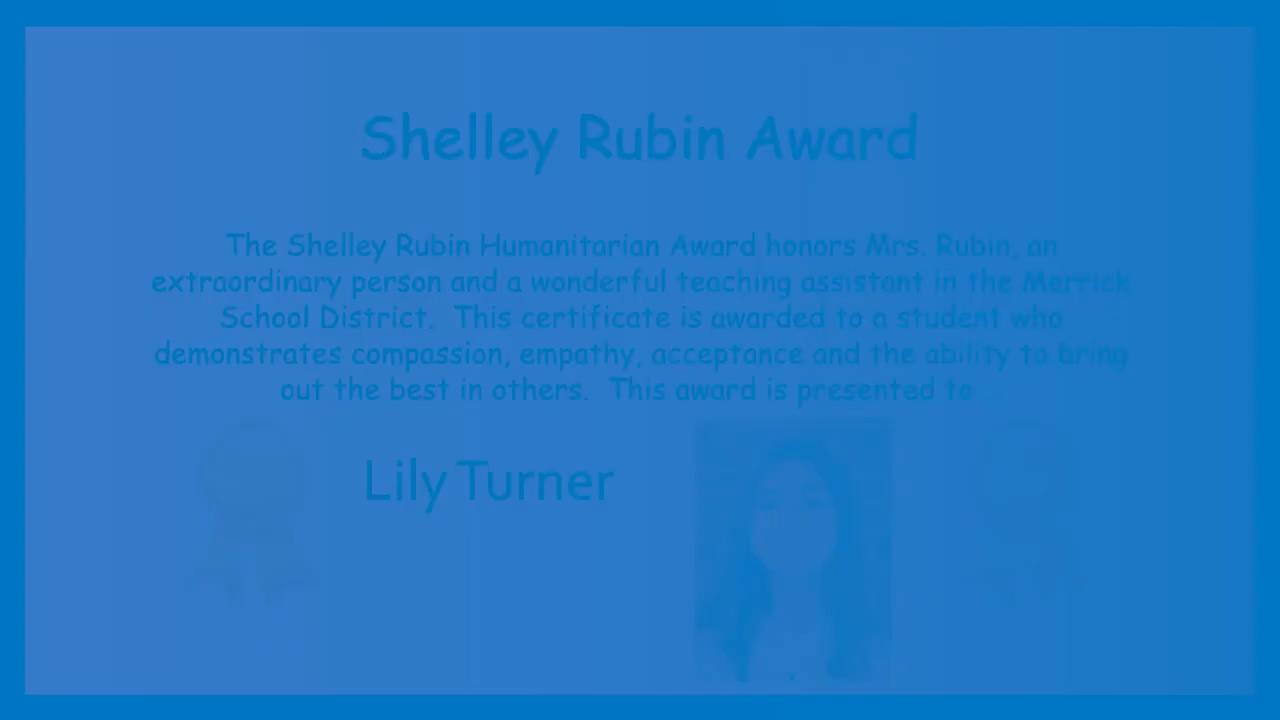 Shelley Rubin Award
The Shelley Rubin Humanitarian Award honors Mrs. Rubin, an
extraordinary person and a wonderful teaching assistant in the Merrick
School District.  This certificate is awarded to a student who
demonstrates compassion, empathy, acceptance and the ability to bring
out the best in others.  This award is presented to...
Lily Turner